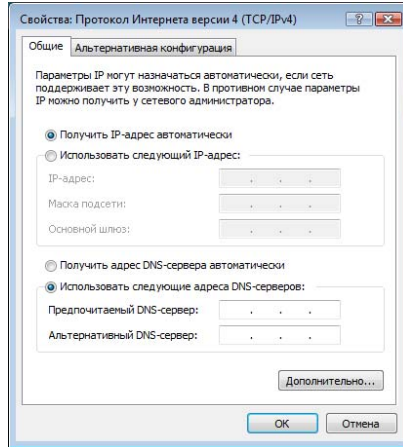 Свойства: Протокол Интернета версии 4 (TCP/IPv4)
Общие Альтернативная конфигурация
Параметры IP могут назначаться автоматически, если сеть
поддерживает эту возможность. В противном случае параметры
IP можно получить у сетевого администратора.
Получить IP-адрес автоматически
Использовать следующий IP-адрес:
IP-адрес:
Маска подсети:
Основной шлюз:
Получить адрес DNS-сервера автоматически
Использовать следующие адреса DNS-серверов:
Предпочитаемый DNS-сервер:
Альтернативный DNS-сервер:
Дополнительно...
ОК Отмена